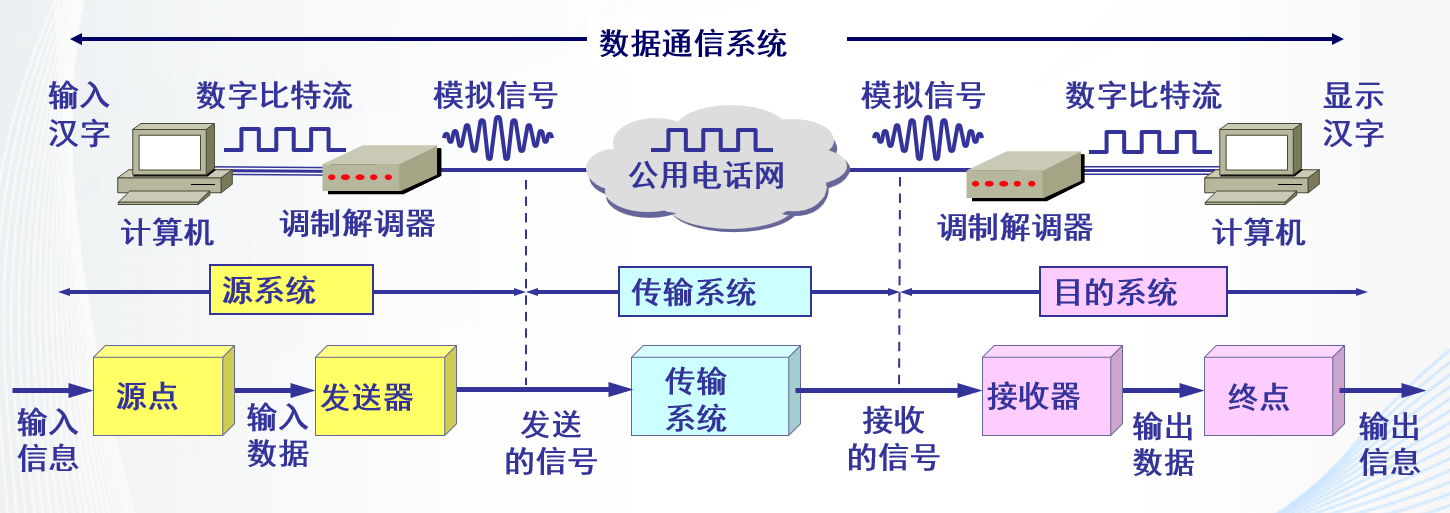 数据通信系统
输入
汉字
数字比特流
模拟信号
模拟信号
数字比特流
显示
汉字
公用电话网
计算机
调制解调器
调制解调器
计算机
源系统
传输系统
目的系统
源点
发送器
传输
系统
接收器
终点
输入
信息
输入
数据
发送
的信号
接收
的信号
输出
数据
输出
信息